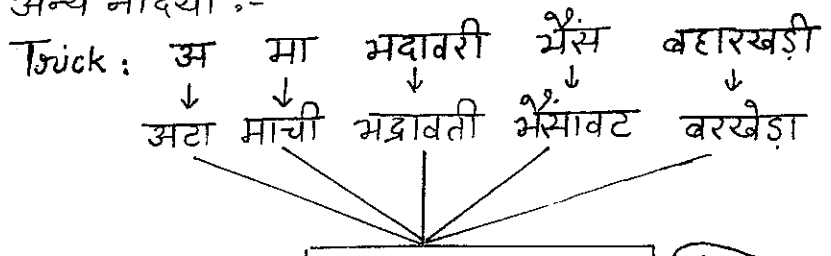 अन्य नदियाँ :-
Trick : अ मा भदावरी भैंस बहारखड़ी
↓ ↓ ↓ ↓ ↓
अटा माची भद्रावती भैंसावट बरखेड़ा